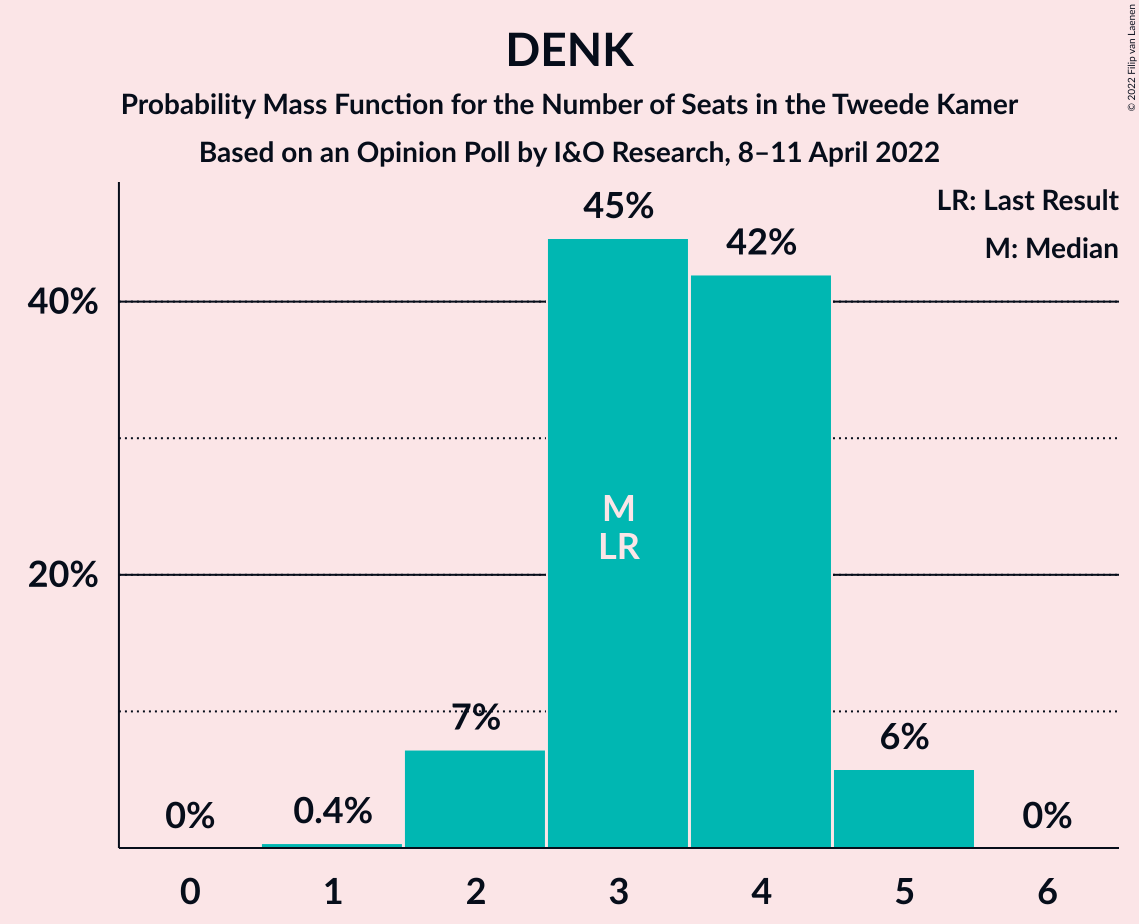 DENK
Probability Mass Function for the Number of Seats in the Tweede Kamer
Based on an Opinion Poll by I&O Research, 8–11 April 2022
© 2022 Filip van Laenen
LR: Last Result
M: Median
45%
42%
40%
M
LR
20%
7%
6%
0%
0.4%
0%
0 1 2 3 4 5 6